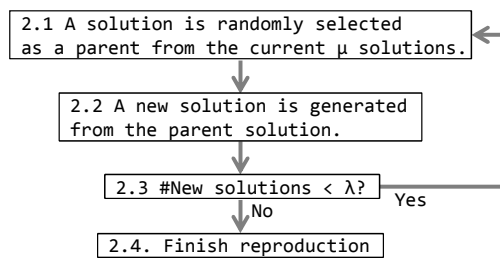 2.1 A solution is randomly selected
as a parent from the current μ solutions.
2.2 A new solution is generated
from the parent solution.
2.3 #New solutions < λ?
Yes
No
2.4. Finish reproduction